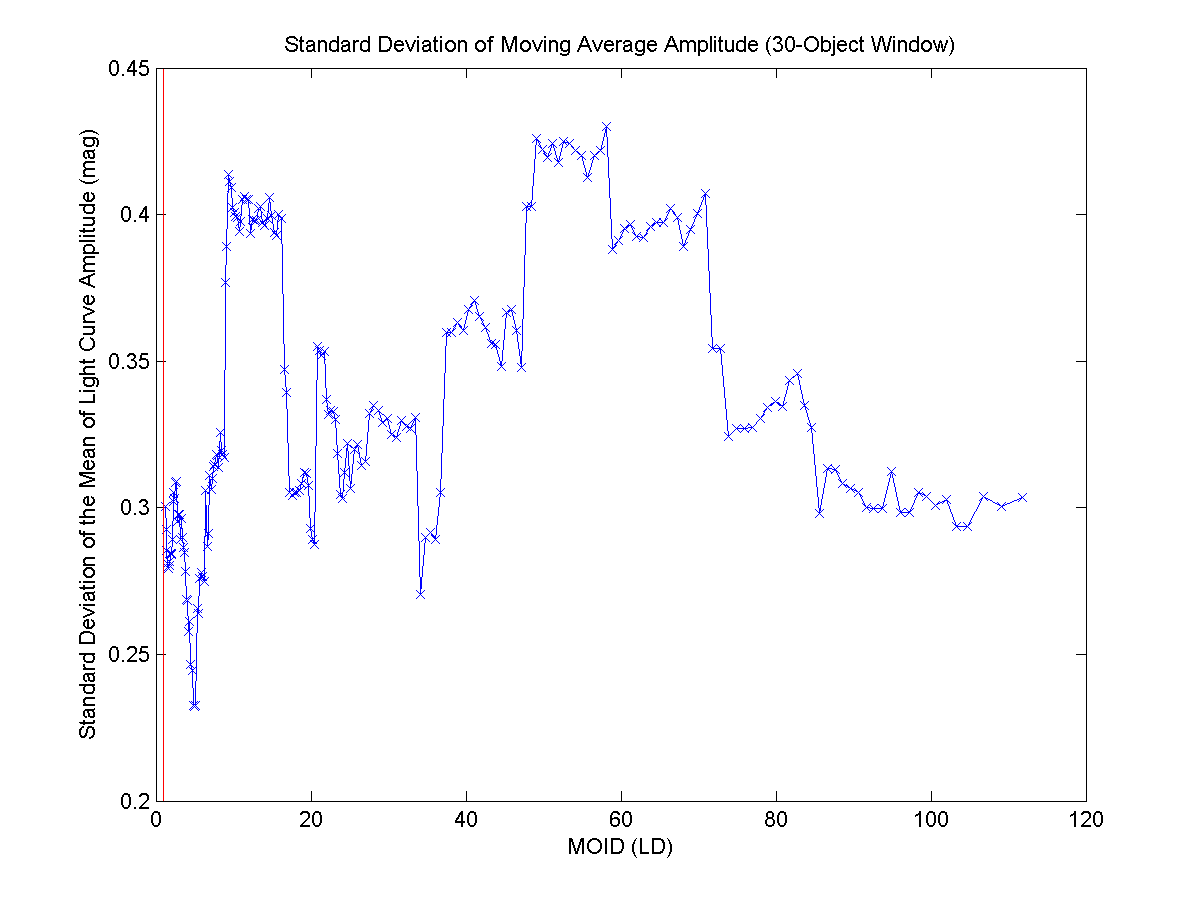 Standard Deviation of Moving Average Amplitude (30-Object Window)
Standard Deviation of the Mean of Light Curve Amplitude (mag)
0.45
0.4
0.35
0.3
0.25
0.2
0 20 40 60 80 100 120
MOID (LD)